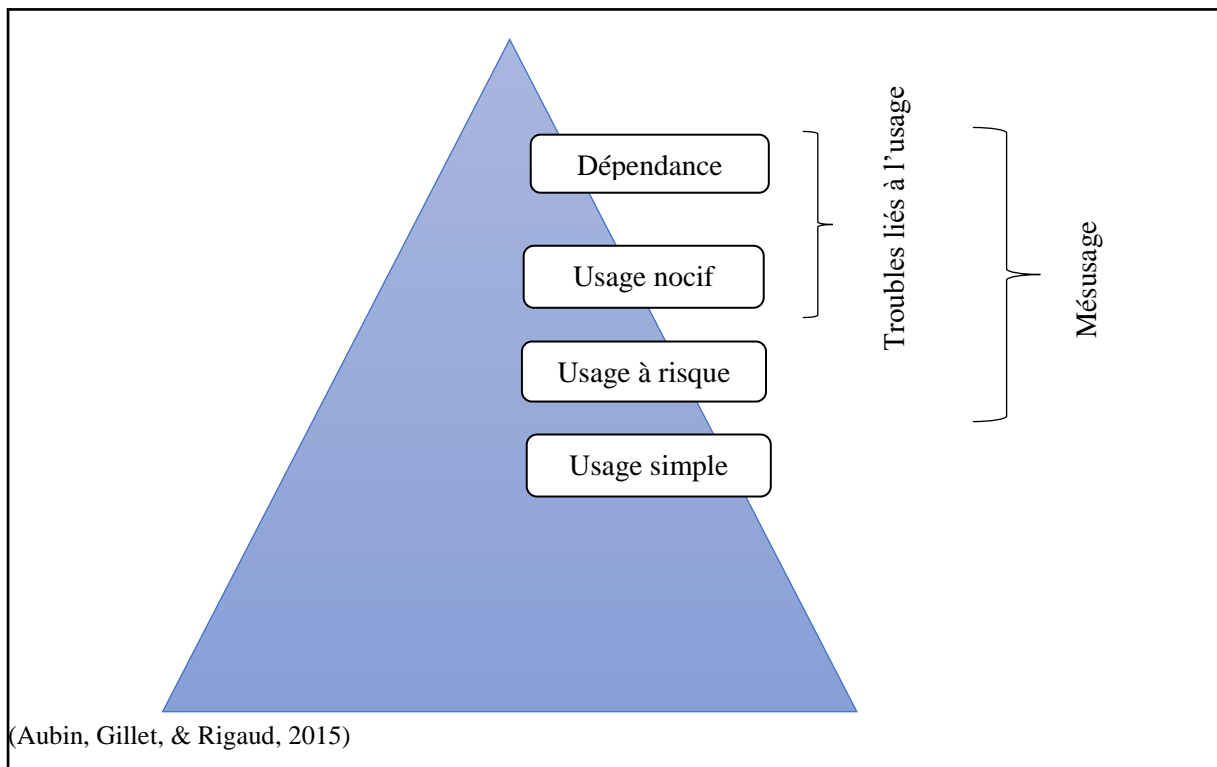 Dépendance
Usage nocif
Usage à risque
Usage simple
Troubles liés à l’usage
Mésusage
(Aubin, Gillet, & Rigaud, 2015)